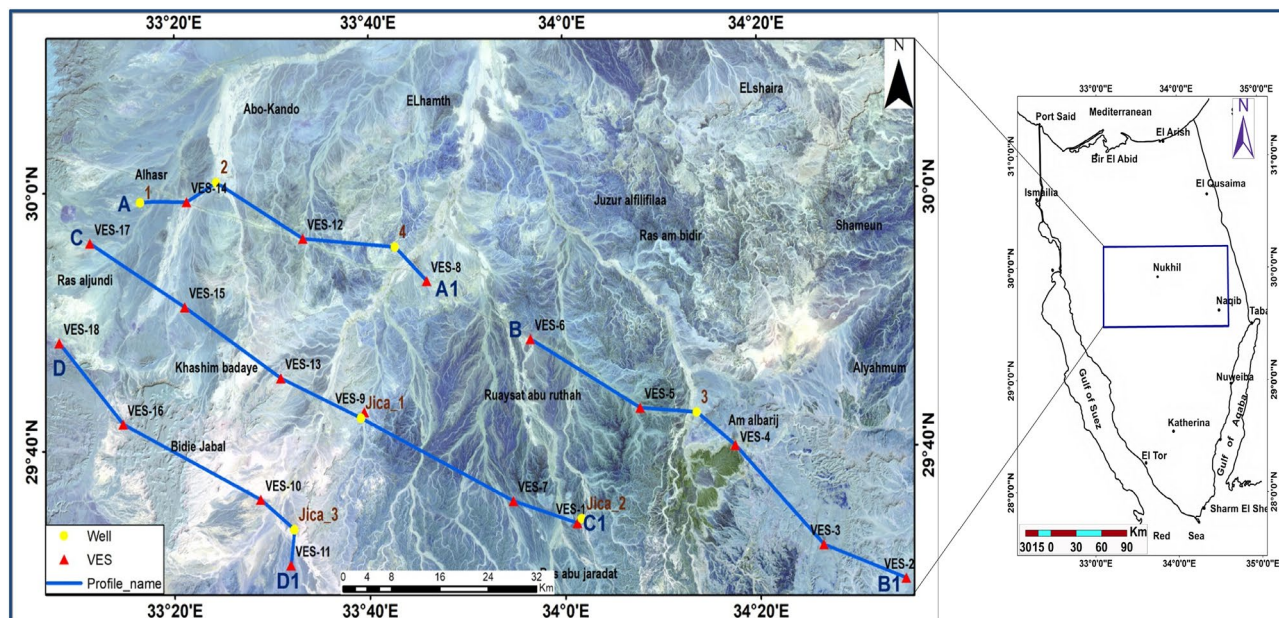 33°20'E
33°40'E
34°0'E
34°20'E
N
Abo-Kando
ELhamth
ELshaira
30°0'N
30°0'N
Alhasr
2
VES-14
A
1
C
VES-17
VES-12
4
Juzur alfilifilaa
Ras am bidir
Shameun
VES-8
A1
Ras aljundi
VES-15
VES-18
D
B
VES-6
Khashim badaye
VES-13
Ruaysat abu ruthah
Alyahmum
VES-9
Jica_1
VES-5
3
Am albarij
VES-4
VES-16
Bidie Jabal
29°40'N
29°40'N
VES-10
VES-7
Jica_3
VES-1
Jica_2
C1
VES-11
D1
VES-3
VES-2
B1
Ras abu jaradat
Well
VES
Profile_name
0 4 8 16 24 32
Km
33°20'E
33°40'E
34°0'E
34°20'E
33°0'0"E
34°0'0"E
35°0'0"E
N
Mediterranean
Port Said
El Arish
Bir El Abid
31°0'0"N
31°0'0"N
Ismailia
El Qusaima
30°0'0"N
30°0'0"N
Nukhil
Naqib
Taba
29°0'0"N
29°0'0"N
Nuweiba
Gulf of Suez
Gulf of Aqaba
Katherina
El Tor
28°0'0"N
28°0'0"N
Sharm El She
Km
3015 0 30 60 90
Red Sea
33°0'0"E
34°0'0"E
35°0'0"E